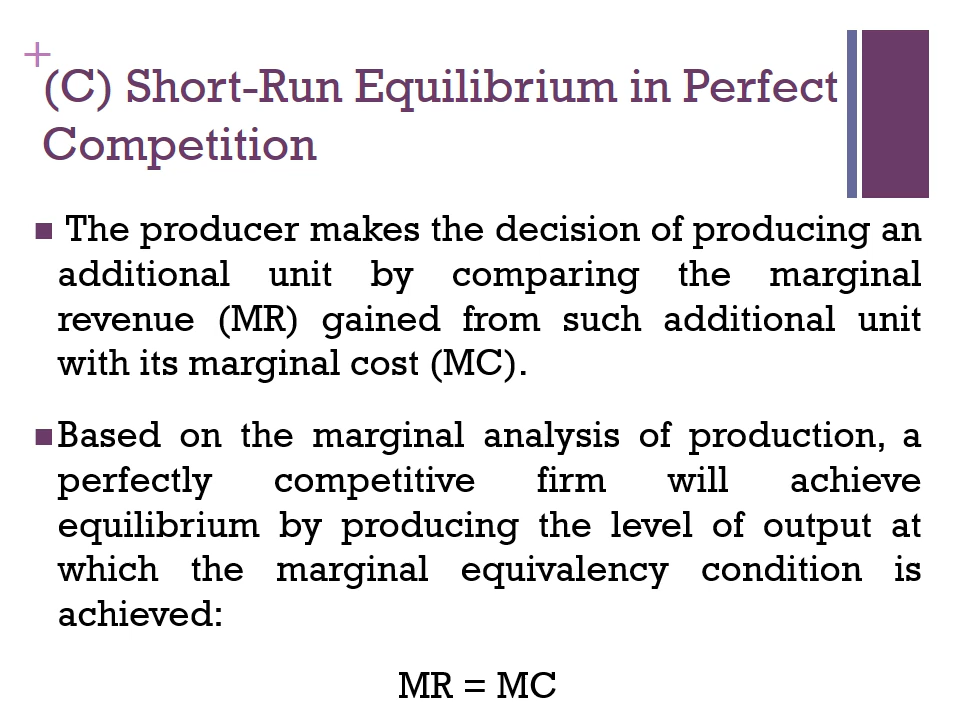 +
(C) Short-Run Equilibrium in Perfect
Competition
The producer makes the decision of producing an
additional unit by comparing the marginal
revenue (MR) gained from such additional unit
with its marginal cost (MC).
Based on the marginal analysis of production, a
perfectly competitive firm will achieve
equilibrium by producing the level of output at
which the marginal equivalency condition is
achieved:
MR = MC